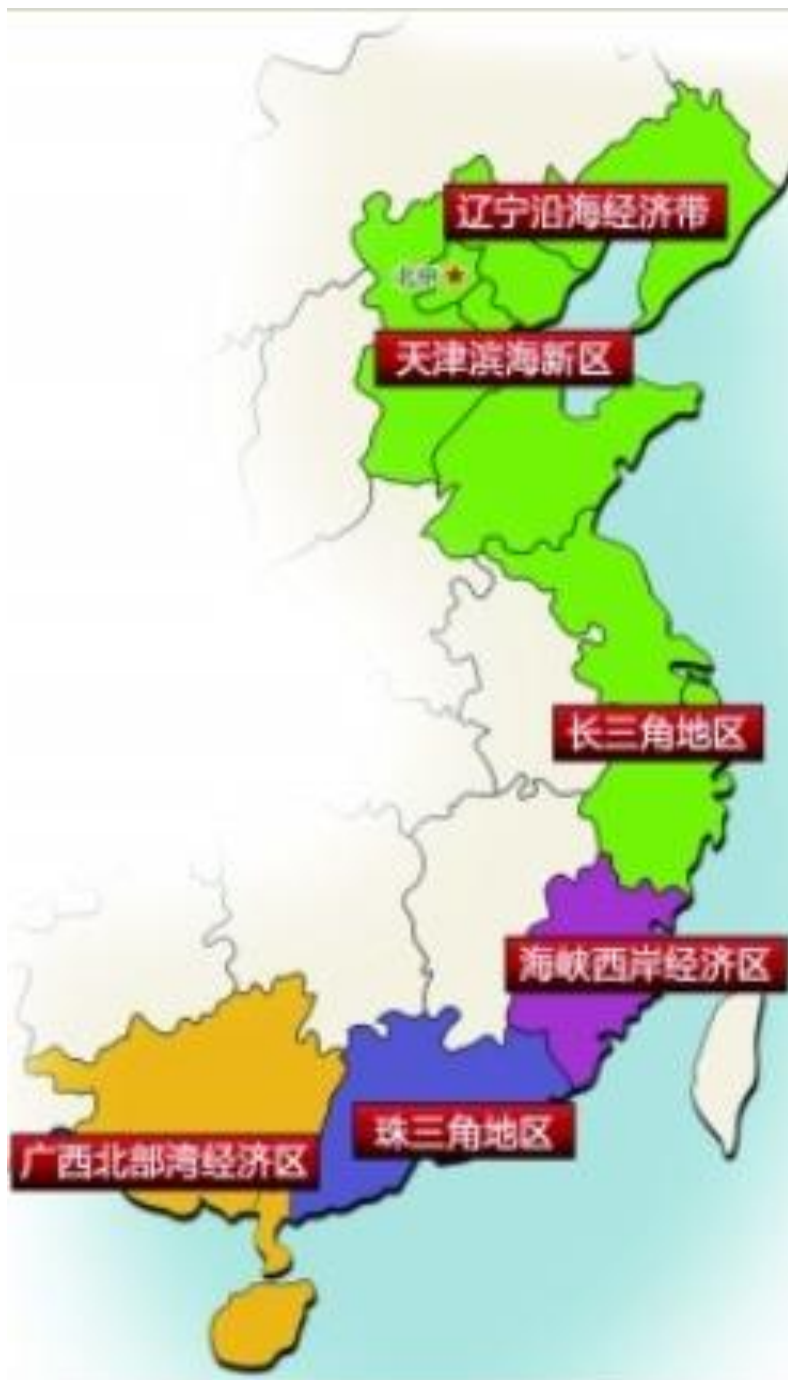 辽宁沿海经济带
北京
天津滨海新区
长三角地区
海峡西岸经济区
珠三角地区
广西北部湾经济区